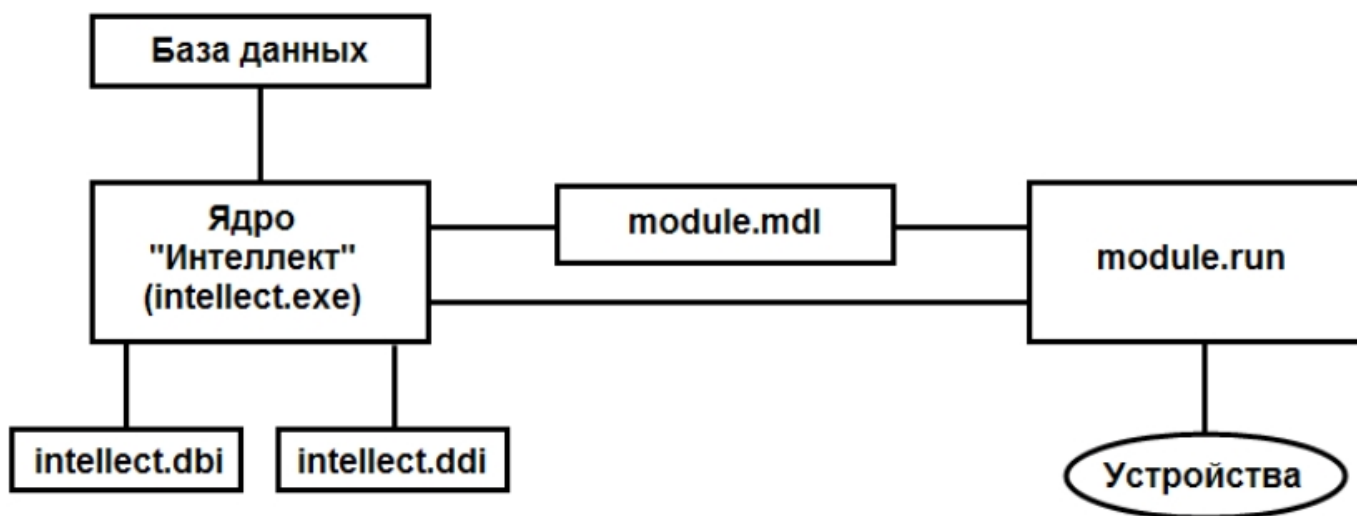 База данных
Ядро
"Интеллект"
(intellect.exe)
module.mdl
module.run
intellect.dbi
intellect.ddi
Устройства